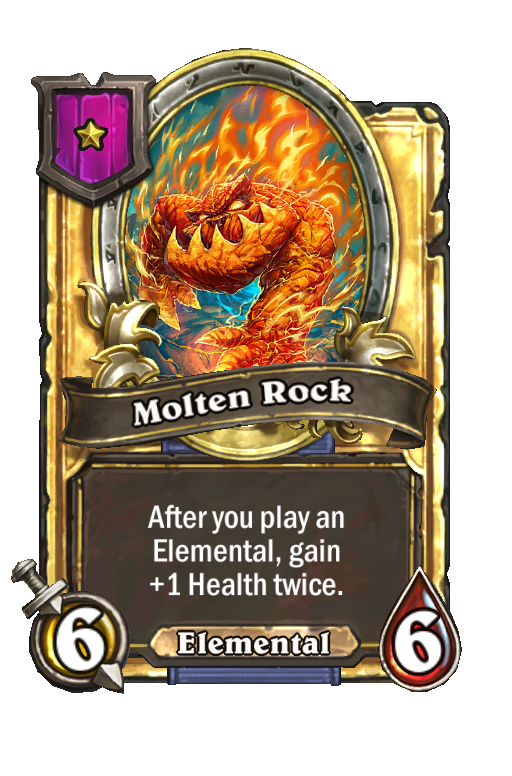 Molten Rock
After you play an
Elemental, gain
+1 Health twice.
6
Elemental
6